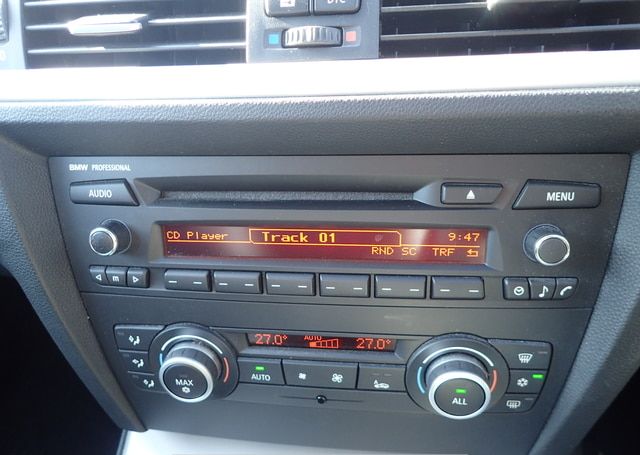 DTC
BMW PROFESSIONAL
AUDIO
MENU
CD Player
Track 01
9:47
RND SC TRF
m
27.0° AUTO 27.0°
MAX
AUTO
ALL